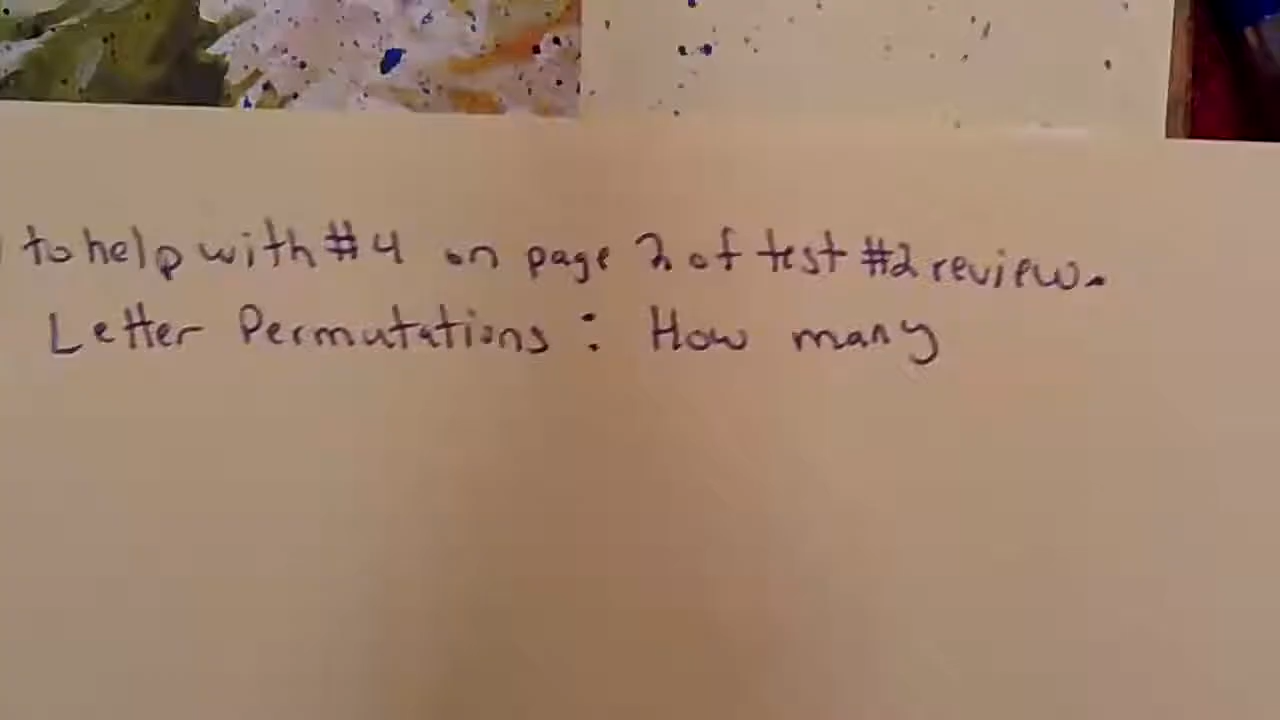 to help with #4 on page 2 of test #2 review.
Letter Permutations: How many